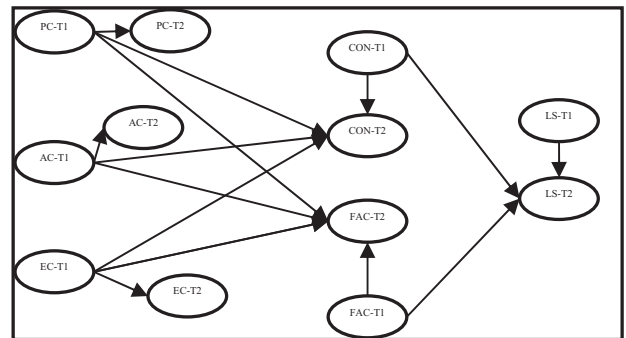 PC-T1
PC-T2
CON-T1
AC-T2
LS-T1
CON-T2
AC-T1
LS-T2
FAC-T2
EC-T1
EC-T2
FAC-T1